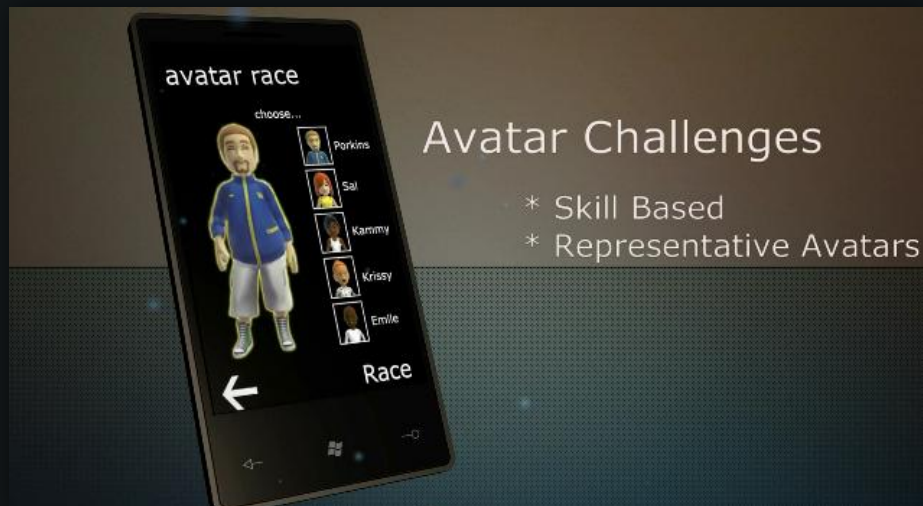 avatar race
choose...
Porkins
Sal
Kammy
Krissy
Emile
Race
Avatar Challenges
* Skill Based
* Representative Avatars